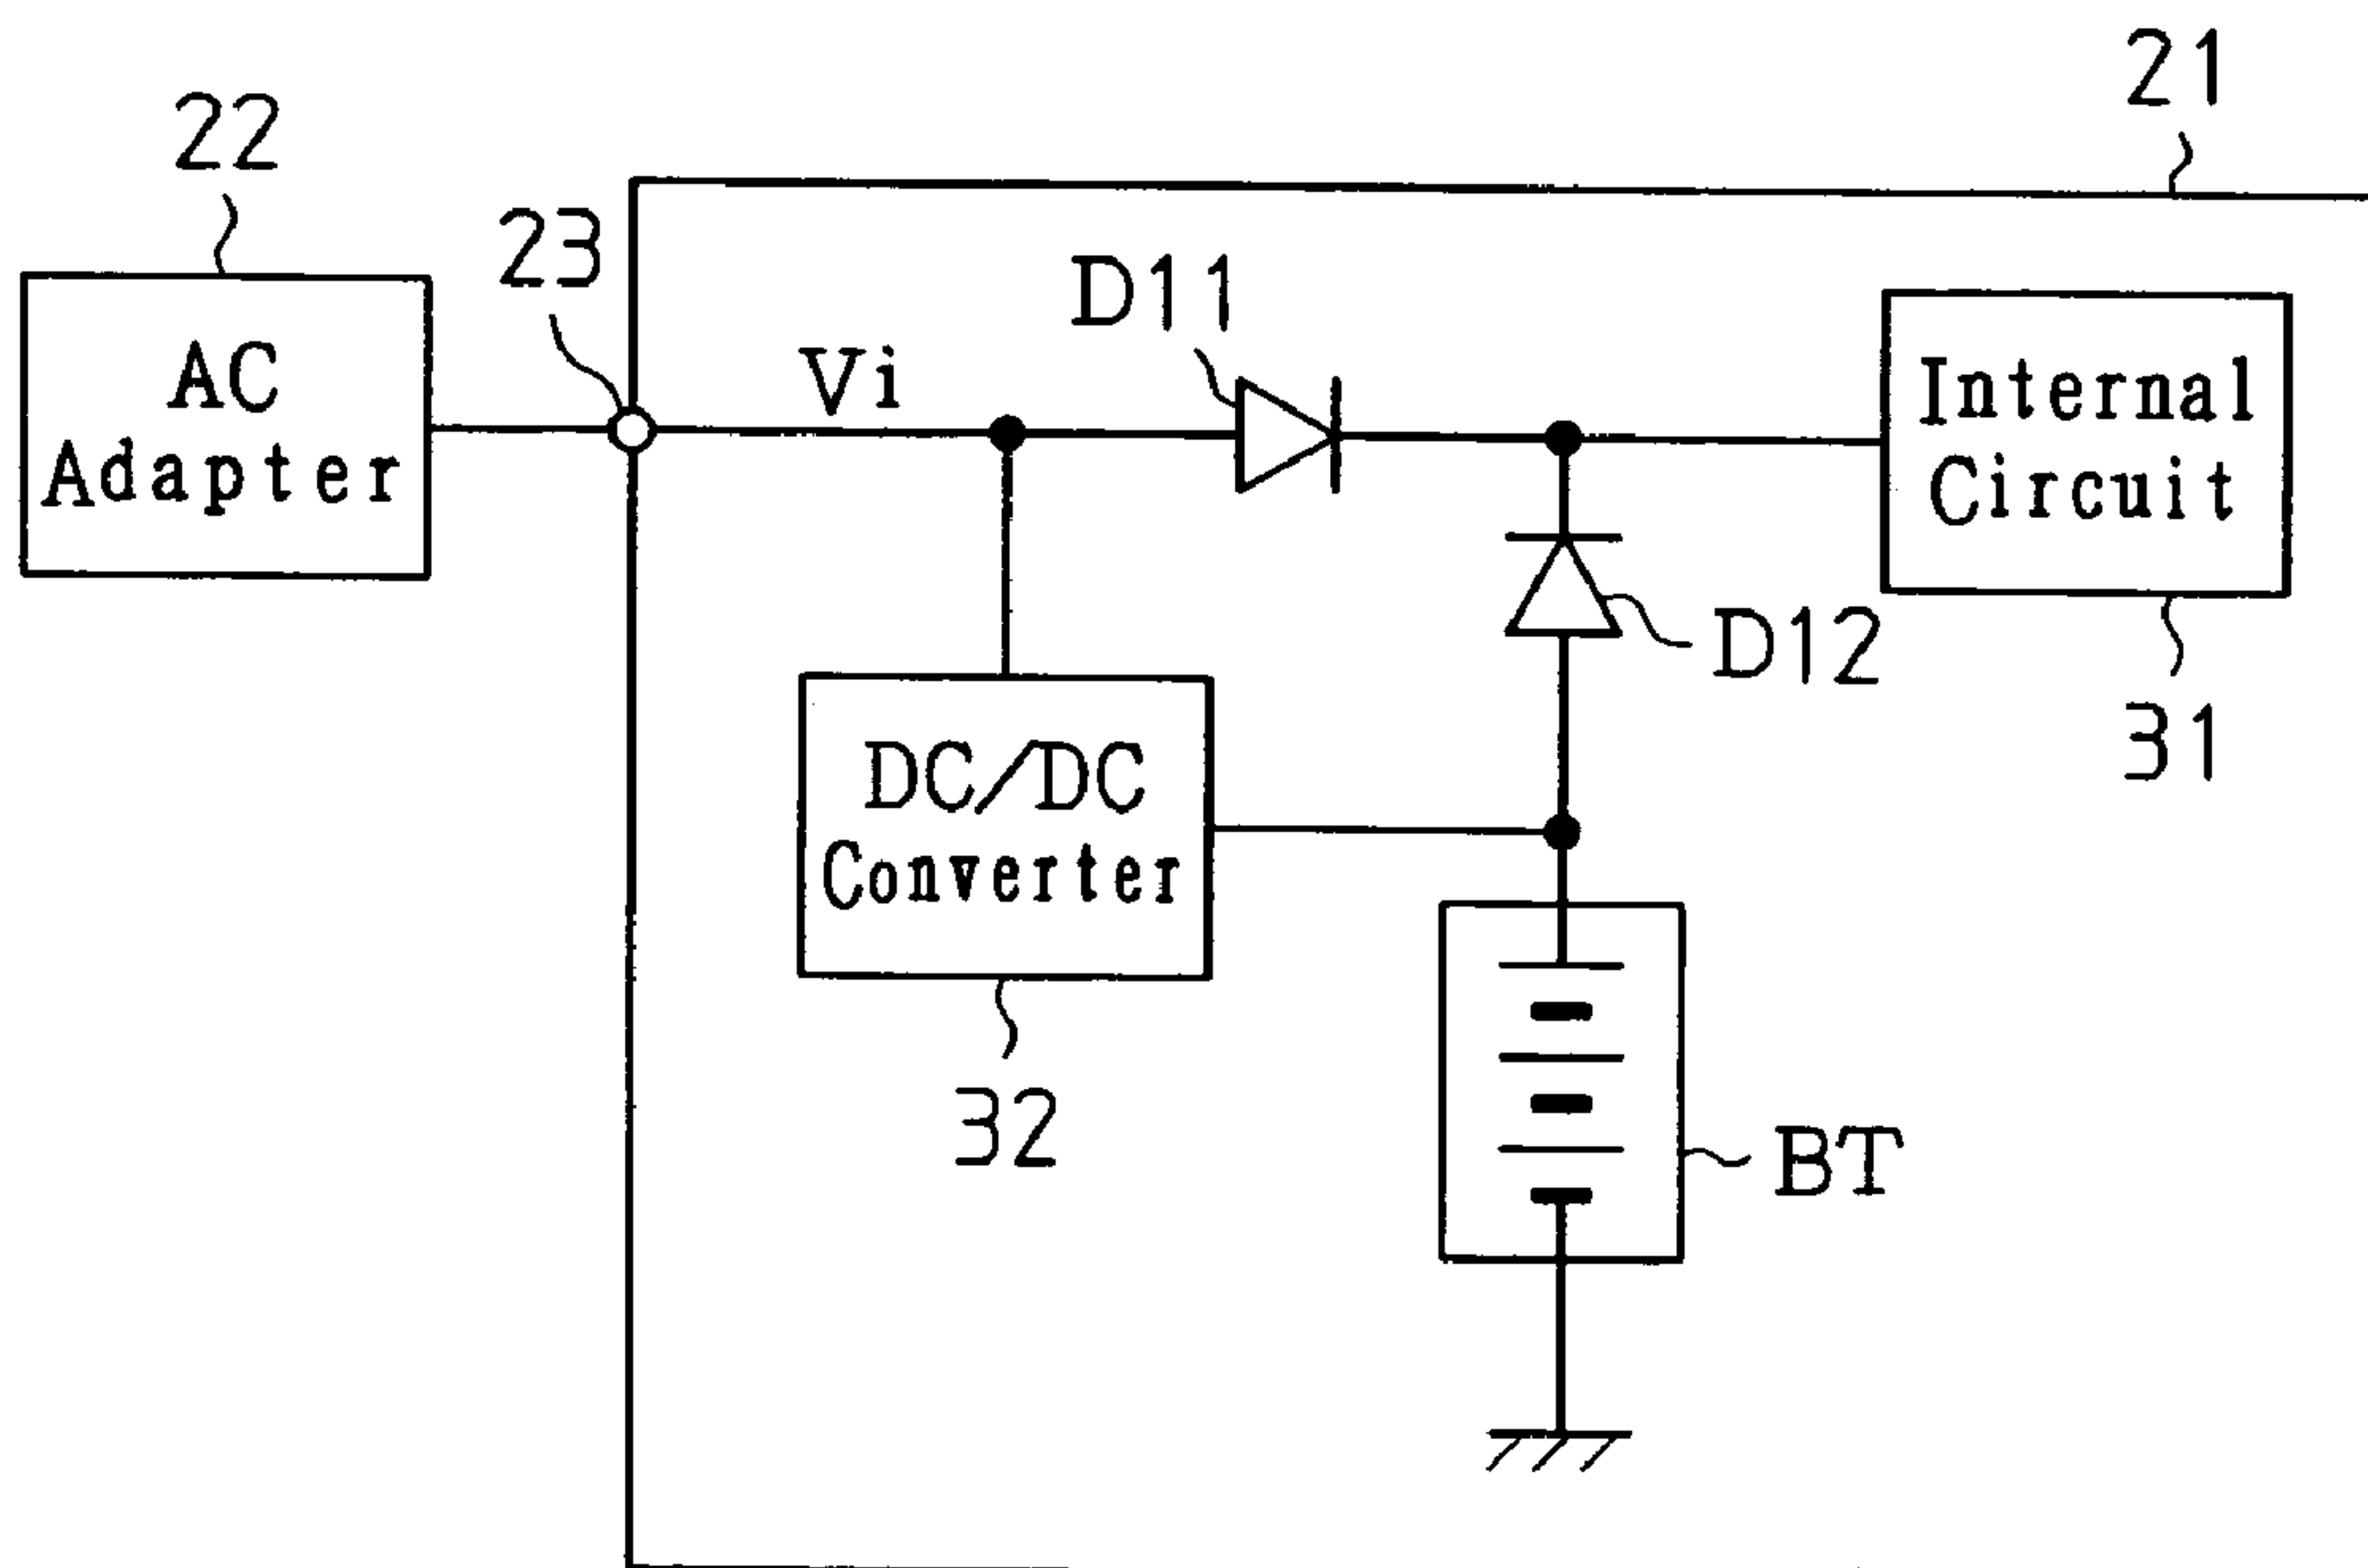 21
22
23
D11
Vi
AC
Adapter
Internal
Circuit
D12
31
DC/DC
Converter
32
BT